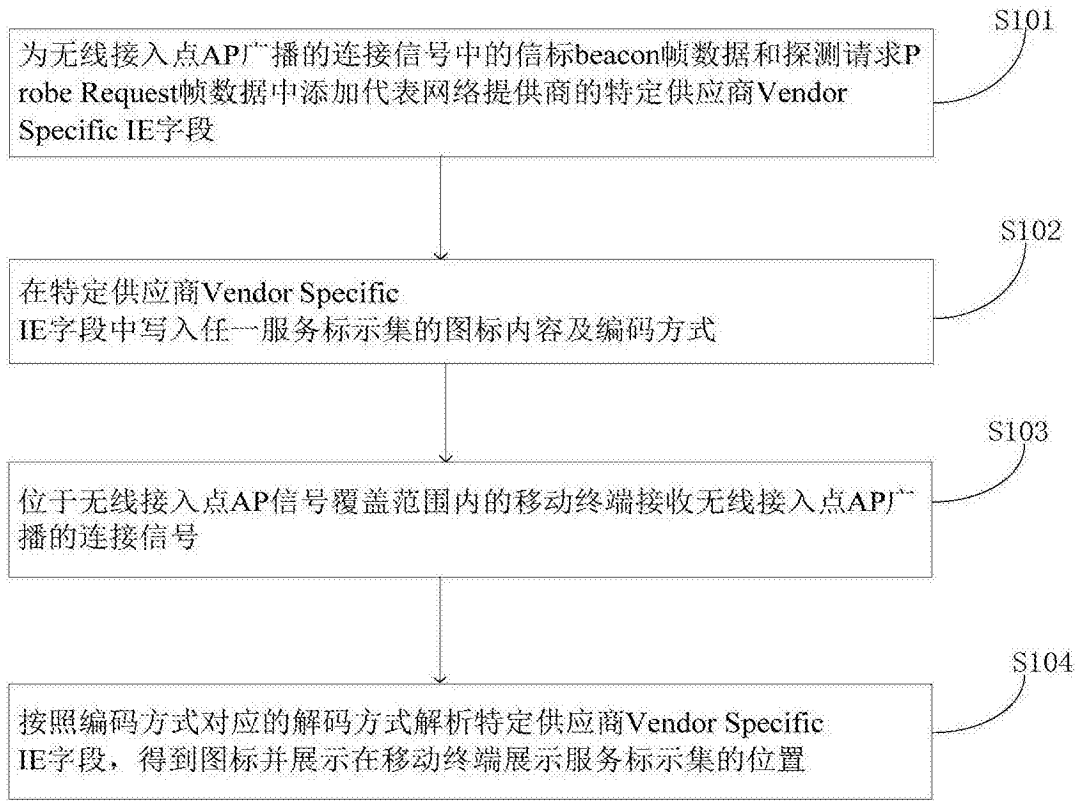 S101
为无线接入点AP广播的连接信号中的信标beacon帧数据和探测请求P
robe Request帧数据中添加代表网络提供商的特定供应商Vendor
Specific IE字段
S102
在特定供应商Vendor Specific
IE字段中写入任一服务标示集的图标内容及编码方式
S103
位于无线接入点AP信号覆盖范围内的移动终端接收无线接入点AP广
播的连接信号
S104
按照编码方式对应的解码方式解析特定供应商Vendor Specific
IE字段，得到图标并展示在移动终端展示服务标示集的位置